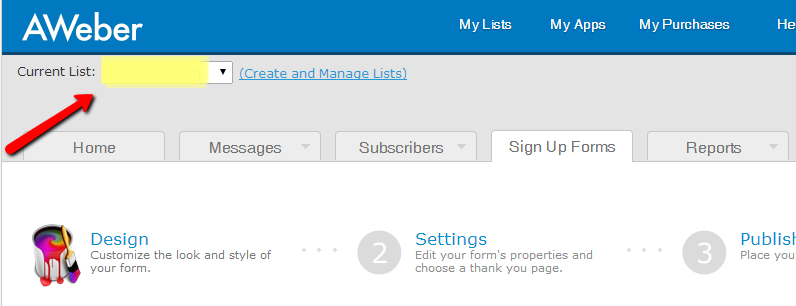 AWeber
My Lists My Apps My Purchases He
Current List: (Create and Manage Lists)
Home Messages Subscribers Sign Up Forms Reports
Design 2 Settings 3 Publish
Customize the look and style of
your form.
Edit your form's properties and
choose a thank you page.
Place you